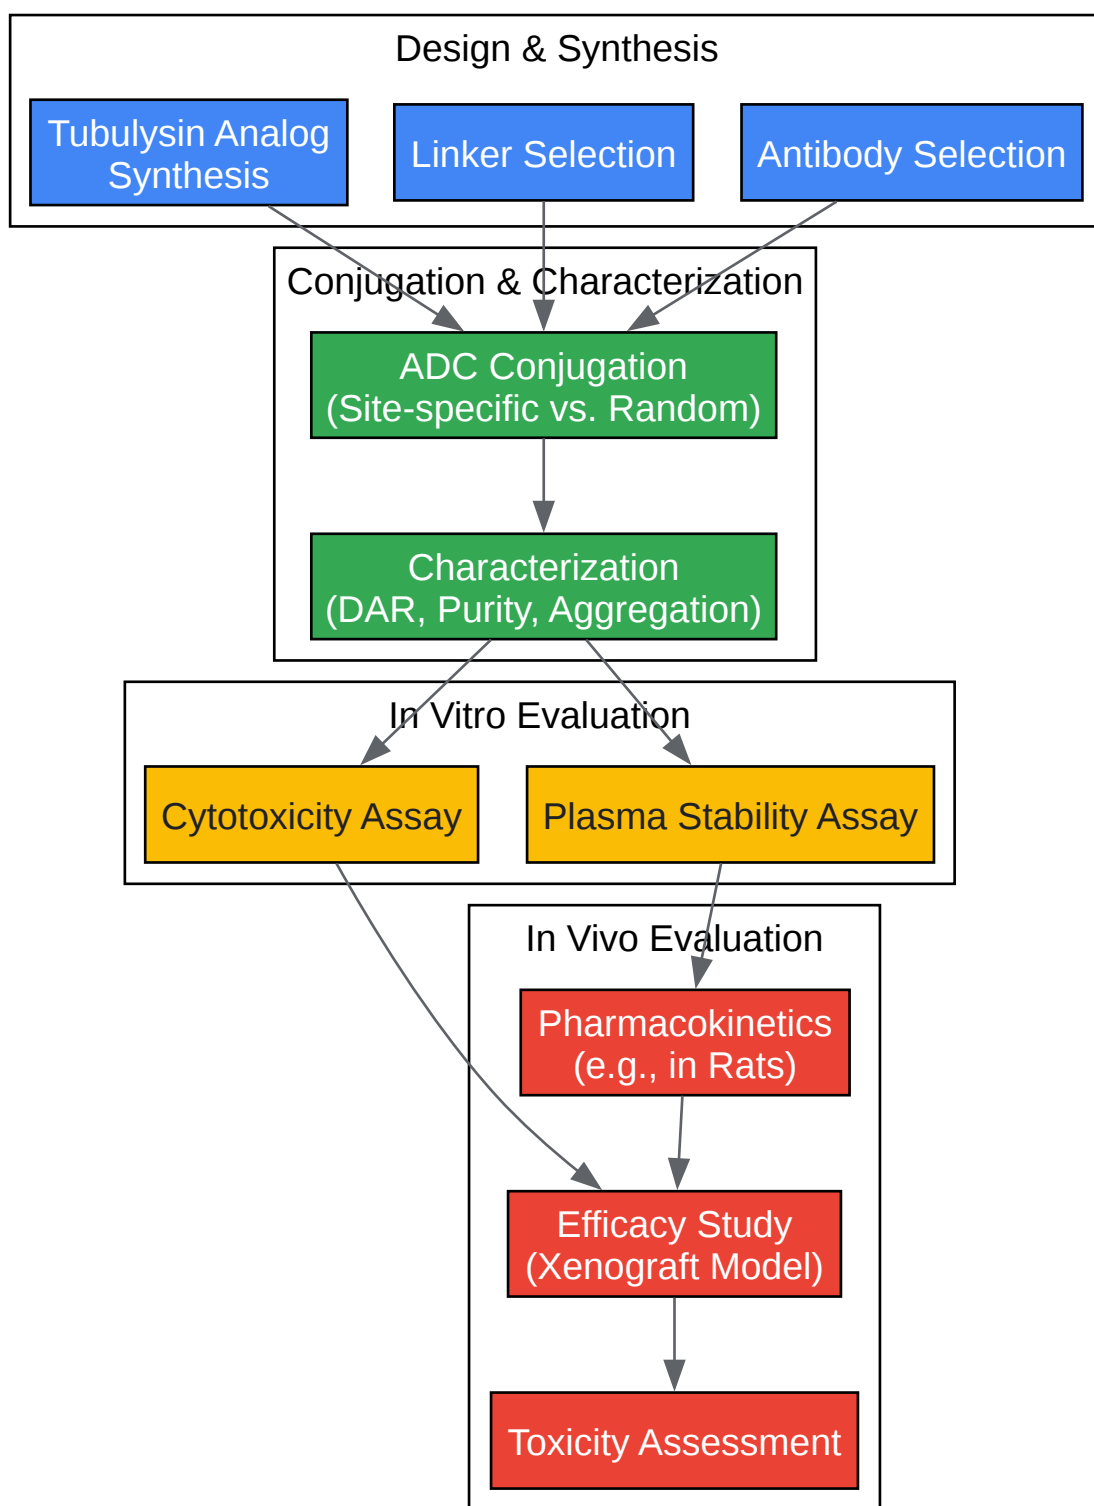 Design & Synthesis
Tubulysin Analog
Synthesis
Linker Selection
Antibody Selection
Conjugation & Characterization
ADC Conjugation
(Site-specific vs. Random)
Characterization
(DAR, Purity, Aggregation)
In Vitro Evaluation
Cytotoxicity Assay
Plasma Stability Assay
In Vivo Evaluation
Pharmacokinetics
(e.g., in Rats)
Efficacy Study
(Xenograft Model)
Toxicity Assessment